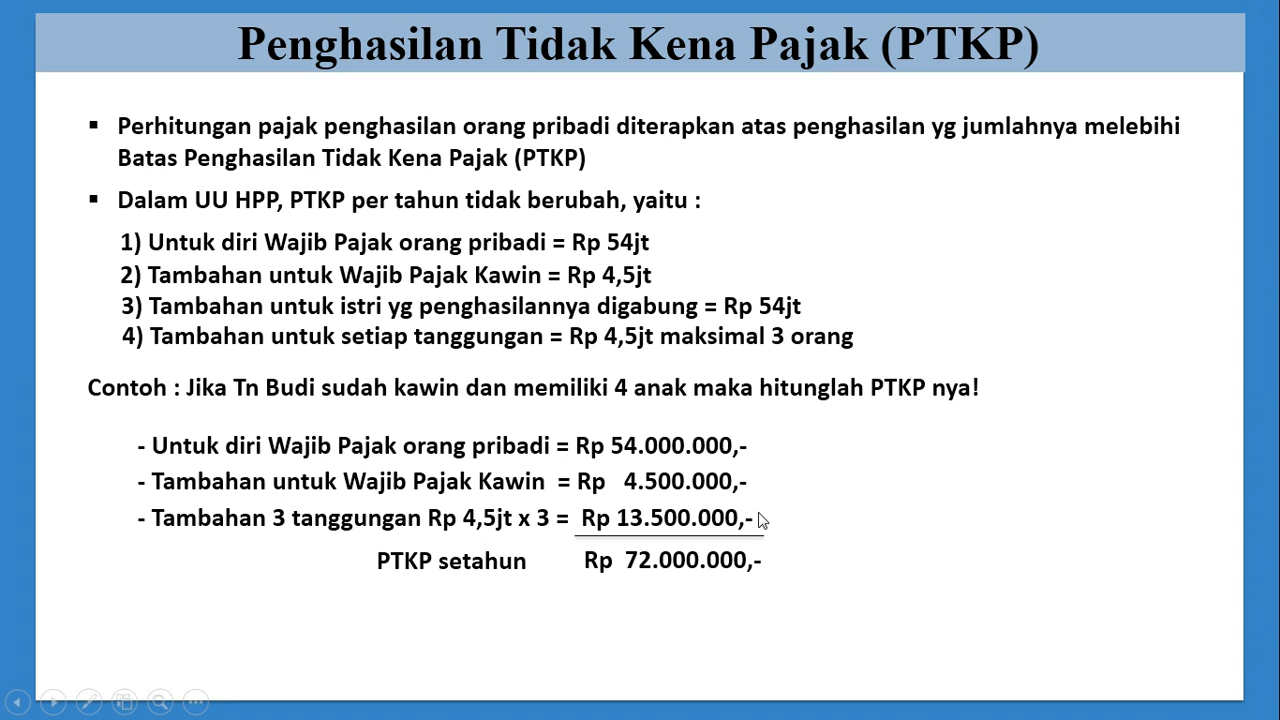 Penghasilan Tidak Kena Pajak (PTKP)
▪ Perhitungan pajak penghasilan orang pribadi diterapkan atas penghasilan yg jumlahnya melebihi
Batas Penghasilan Tidak Kena Pajak (PTKP)
▪ Dalam UU HPP, PTKP per tahun tidak berubah, yaitu :
1) Untuk diri Wajib Pajak orang pribadi = Rp 54jt
2) Tambahan untuk Wajib Pajak Kawin = Rp 4,5jt
3) Tambahan untuk istri yg penghasilannya digabung = Rp 54jt
4) Tambahan untuk setiap tanggungan = Rp 4,5jt maksimal 3 orang
Contoh : Jika Tn Budi sudah kawin dan memiliki 4 anak maka hitunglah PTKP nya!
- Untuk diri Wajib Pajak orang pribadi = Rp 54.000.000,-
- Tambahan untuk Wajib Pajak Kawin = Rp 4.500.000,-
- Tambahan 3 tanggungan Rp 4,5jt x 3 = Rp 13.500.000,-
PTKP setahun Rp 72.000.000,-